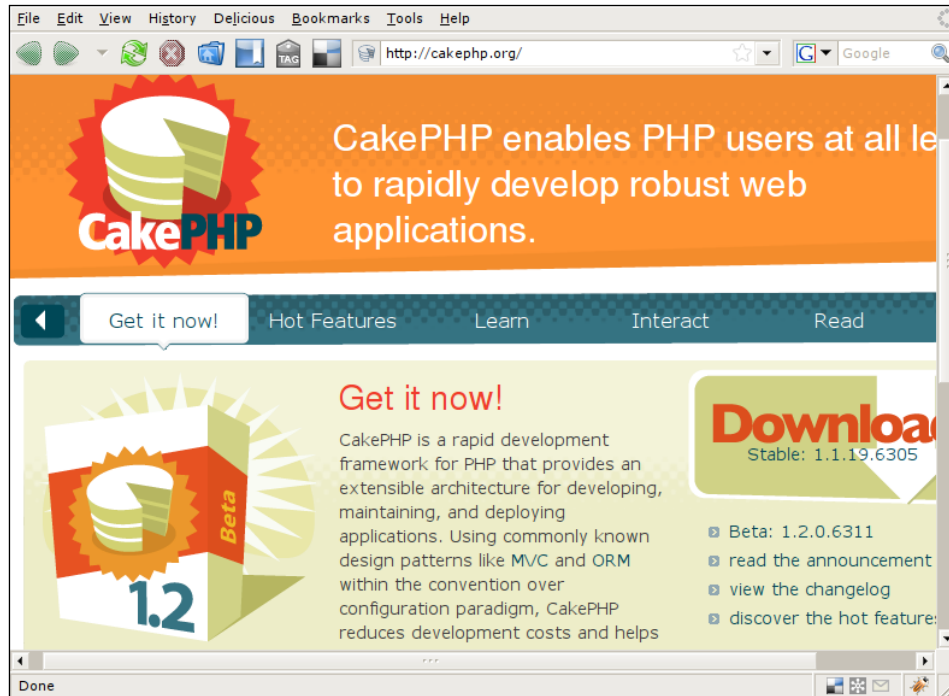 File Edit View History Delicious Bookmarks Tools Help
TAG http://cakephp.org/ G Google
CakePHP enables PHP users at all le
to rapidly develop robust web
applications.
CakePHP
Get it now! Hot Features Learn Interact Read
Get it now!
CakePHP is a rapid development
framework for PHP that provides an
extensible architecture for developing,
maintaining, and deploying
applications. Using commonly known
design patterns like MVC and ORM
within the convention over
configuration paradigm, CakePHP
reduces development costs and helps
Beta
1.2
Downloa
Stable: 1.1.19.6305
Beta: 1.2.0.6311
read the announcement
view the changelog
discover the hot features
Done